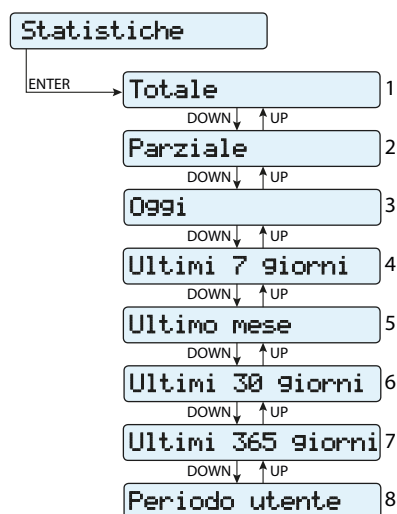 Statistiche
ENTER
Totale 1
DOWN UP
Parziale 2
DOWN UP
Oggi 3
DOWN UP
Ultimi 7 giorni 4
DOWN UP
Ultimo mese 5
DOWN UP
Ultimi 30 giorni 6
DOWN UP
Ultimi 365 giorni 7
DOWN UP
Periodo utente 8